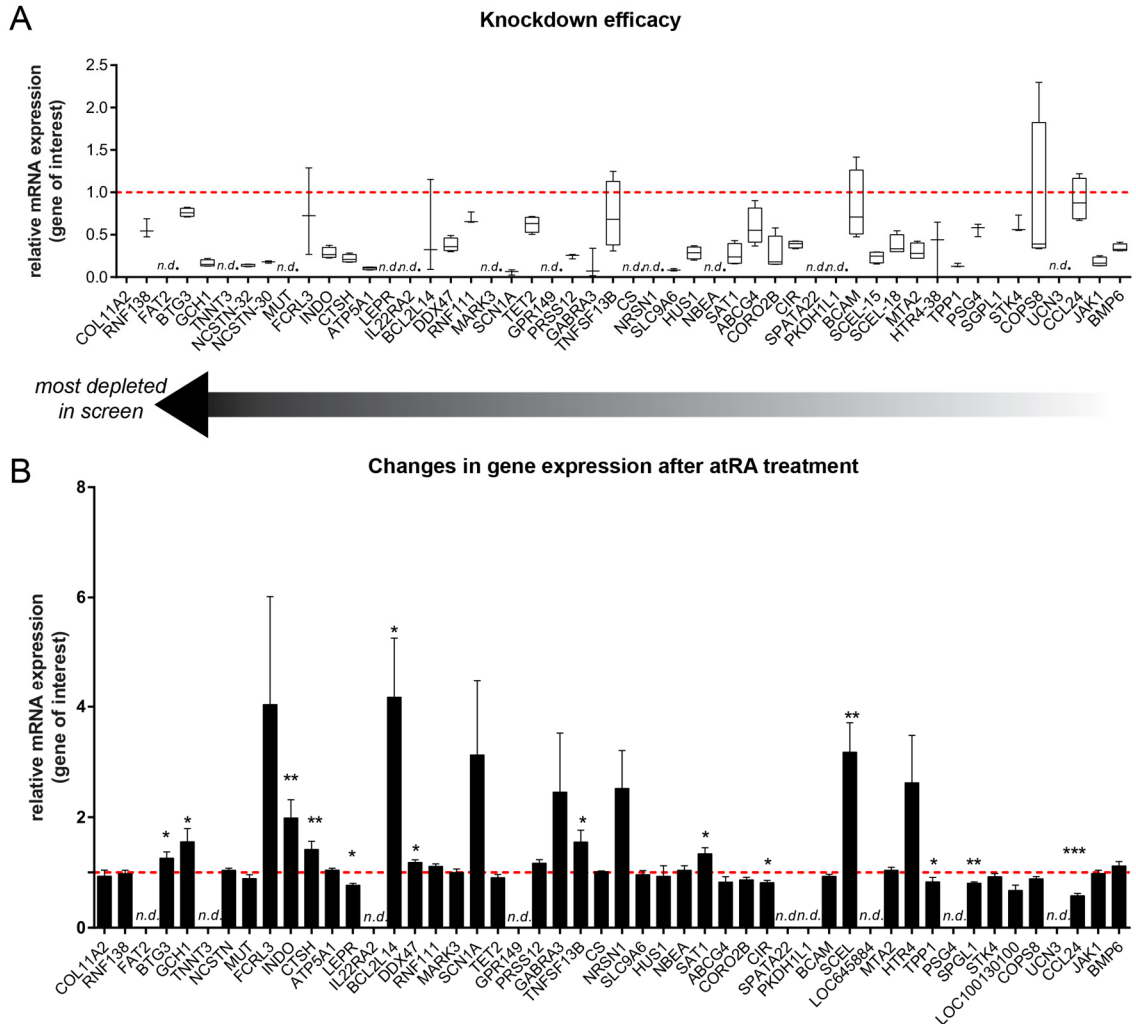 A
Knockdown efficacy
relative mRNA expression
(gene of interest)
2.5
2.0
1.5
1.0
0.5
0.0
n.d.
n.d.
n.d.
n.d.
n.d.
n.d.
n.d.
n.d.
n.d.
n.d.
n.d.
n.d.
n.d.
COL11A2
RNF138
FAT2
BTG3
GCH1
TNNT3
NCSTN-32
NCSTN-30
MUT
FCRL3
INDO
CTSH
ATP5A1
LEPR
IL22RA2
BCL2L14
DDX47
RNF111
MARK3
SCN1A
TET2
GPR149
PRSS12
GABRA3
TNFSF13B
CS
NRSN1
SLC9A6
HUS1
NBEA
SAT1
ABCG4
CORO2B
CIR
SPATA22
PKDH1L1
BCAM
SCEL-15
SCEL-18
MTA2
HTR4-38
TPP1
PSG4
SGPL1
STK4
COPS8
UCN3
CCL24
JAK1
BMP6
most depleted
in screen
B
Changes in gene expression after atRA treatment
relative mRNA expression
(gene of interest)
8
6
4
2
0
n.d.
* *
n.d.
** **
*
n.d.
*
*
n.d.
*
*
*
n.d.
n.d.
**
n.d.
*
n.d.
**
n.d.
***
COL11A2
RNF138
FAT2
BTG3
GCH1
TNNT3
NCSTN
MUT
FCRL3
INDO
CTSH
ATP5A1
LEPR
IL22RA2
BCL2L14
DDX47
RNF111
MARK3
SCN1A
TET2
GPR149
PRSS12
GABRA3
TNFSF13B
CS
NRSN1
SLC9A6
HUS1
NBEA
SAT1
ABCG4
CORO2B
CIR
SPATA22
PKDH1L1
BCAM
SCEL
LOC645884
MTA2
HTR4
TPP1
PSG4
SPGL1
STK4
LOC100130100
COPS8
UCN3
CCL24
JAK1
BMP6